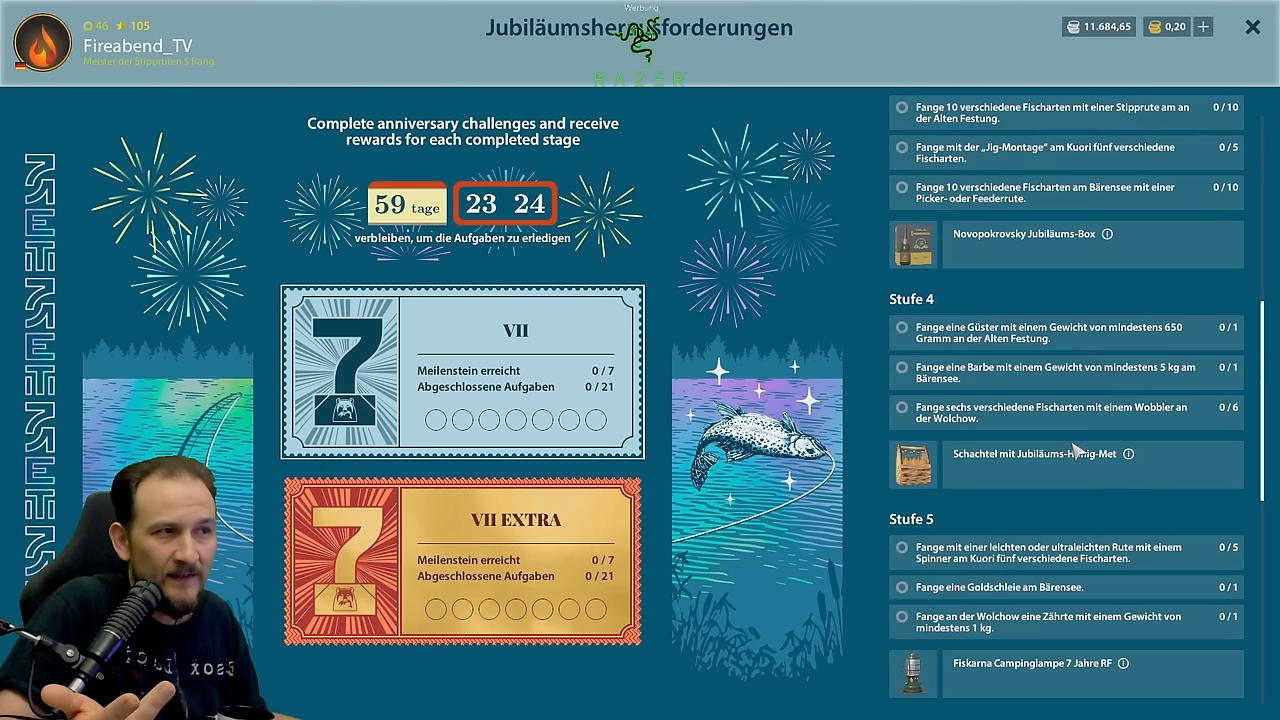 Werbung
46 105
Fireabend_TV
Meister der Stippruten 5 Rang
Jubiläumsherausforderungen
RAZER
11.684,65
0,20
Complete anniversary challenges and receive
rewards for each completed stage
59 tage
23 24
verbleiben, um die Aufgaben zu erledigen
7
VII
Meilenstein erreicht 0 / 7
Abgeschlossene Aufgaben 0 / 21
7
VII EXTRA
Meilenstein erreicht 0 / 7
Abgeschlossene Aufgaben 0 / 21
Fange 10 verschiedene Fischarten mit einer Stipprute am an 0 / 10
der Alten Festung.
Fange mit der „Jig-Montage“ am Kuori fünf verschiedene 0 / 5
Fischarten.
Fange 10 verschiedene Fischarten am Bärensee mit einer 0 / 10
Picker- oder Feederrute.
Novopokrovsky Jubiläums-Box
Stufe 4
Fange eine Güster mit einem Gewicht von mindestens 650 0 / 1
Gramm an der Alten Festung.
Fange eine Barbe mit einem Gewicht von mindestens 5 kg am 0 / 1
Bärensee.
Fange sechs verschiedene Fischarten mit einem Wobbler an 0 / 6
der Wolchow.
Schachtel mit Jubiläums-Honig-Met
Stufe 5
Fange mit einer leichten oder ultraleichten Rute mit einem 0 / 5
Spinner am Kuori fünf verschiedene Fischarten.
Fange eine Goldschleie am Bärensee. 0 / 1
Fange an der Wolchow eine Zährte mit einem Gewicht von 0 / 1
mindestens 1 kg.
Fiskarna Campinglampe 7 Jahre RF